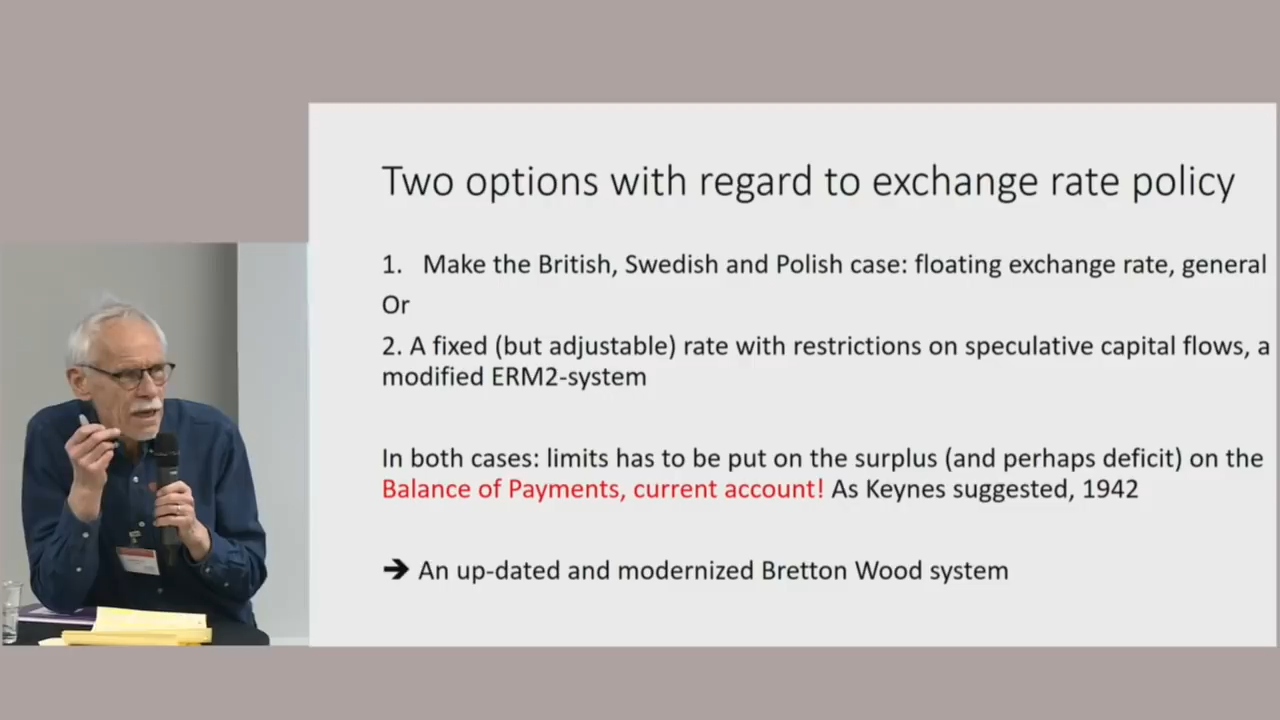 Two options with regard to exchange rate policy
1. Make the British, Swedish and Polish case: floating exchange rate, general
Or
2. A fixed (but adjustable) rate with restrictions on speculative capital flows, a
modified ERM2-system
In both cases: limits has to be put on the surplus (and perhaps deficit) on the
Balance of Payments, current account! As Keynes suggested, 1942
➔ An up-dated and modernized Bretton Wood system